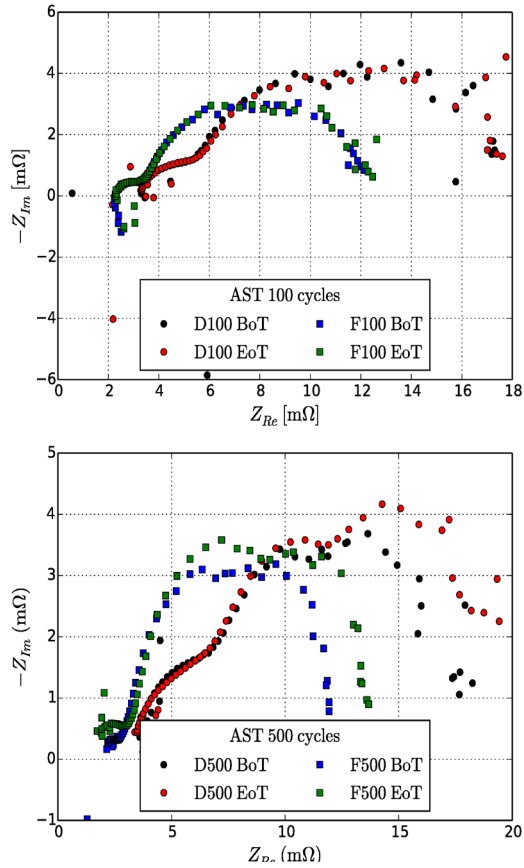 6
4
2
0
−2
−4
−6
−Z_Im [mΩ]
AST 100 cycles
D100 BoT F100 BoT
D100 EoT F100 EoT
0 2 4 6 8 10 12 14 16 18
Z_Re [mΩ]
5
4
3
2
1
0
−1
−Z_Im (mΩ)
AST 500 cycles
D500 BoT F500 BoT
D500 EoT F500 EoT
0 5 10 15 20
Z_Re (mΩ)